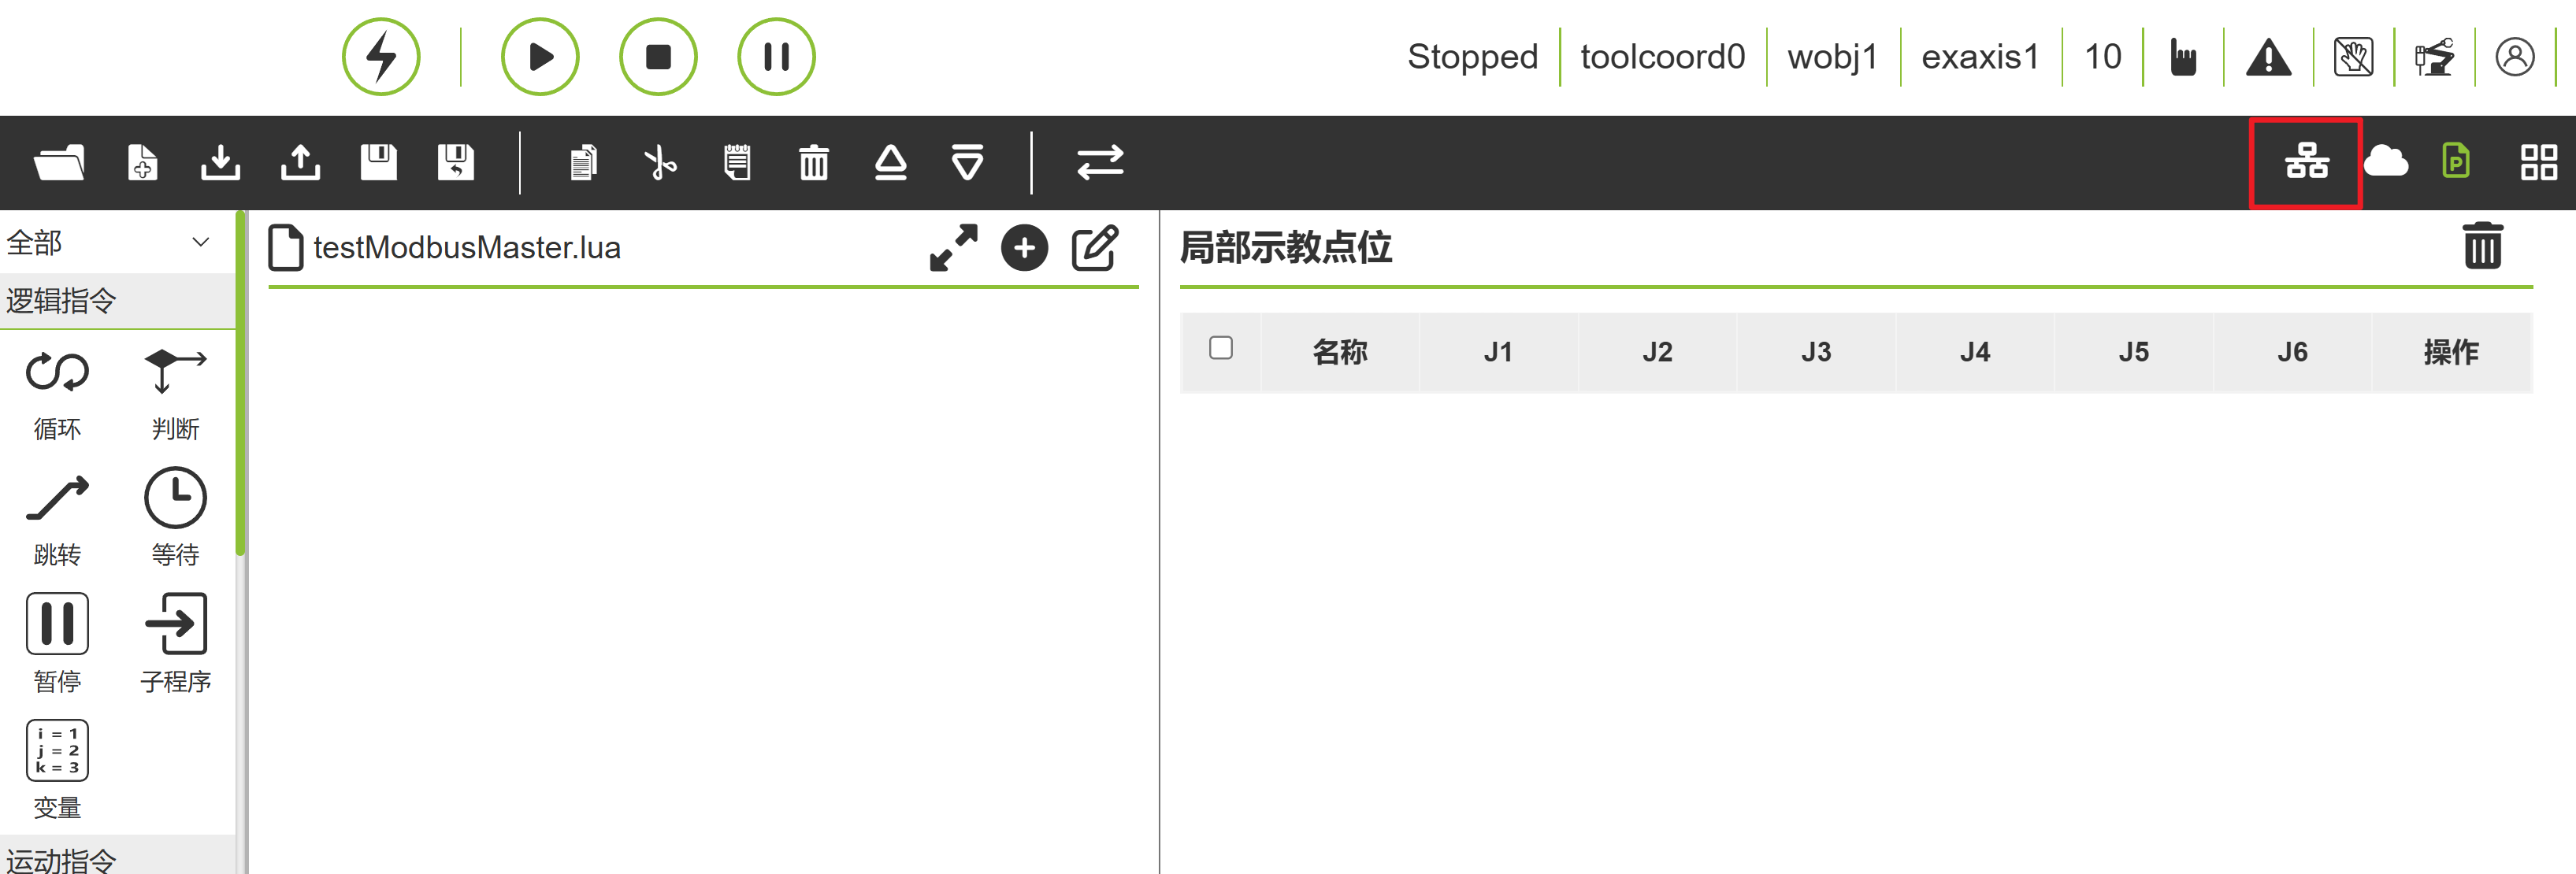 Stopped toolcoord0 wobj1 exaxis1 10
P
全部
逻辑指令
循环 判断
跳转 等待
暂停 子程序
i = 1
j = 2
k = 3
变量
运动指令
testModbusMaster.lua
局部示教点位
名称 J1 J2 J3 J4 J5 J6 操作